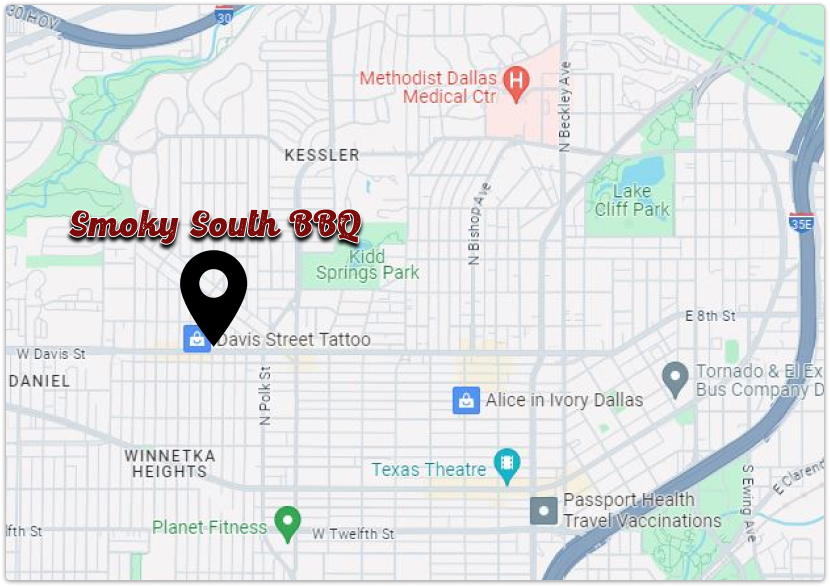 30 HOY
30
Methodist Dallas
Medical Ctr
H
N Beckley Ave
KESSLER
Lake
Cliff Park
N Bishop Ave
Smoky South BBQ
35E
Kidd
Springs Park
E 8th St
Davis Street Tattoo
W Davis St
DANIEL
Tornado & El Ex
Bus Company D
N Polk St
Alice in Ivory Dallas
WINNETKA
HEIGHTS
Texas Theatre
S Ewing Ave
E Claren
Passport Health
Travel Vaccinations
lfth St
Planet Fitness
W Twelfth St